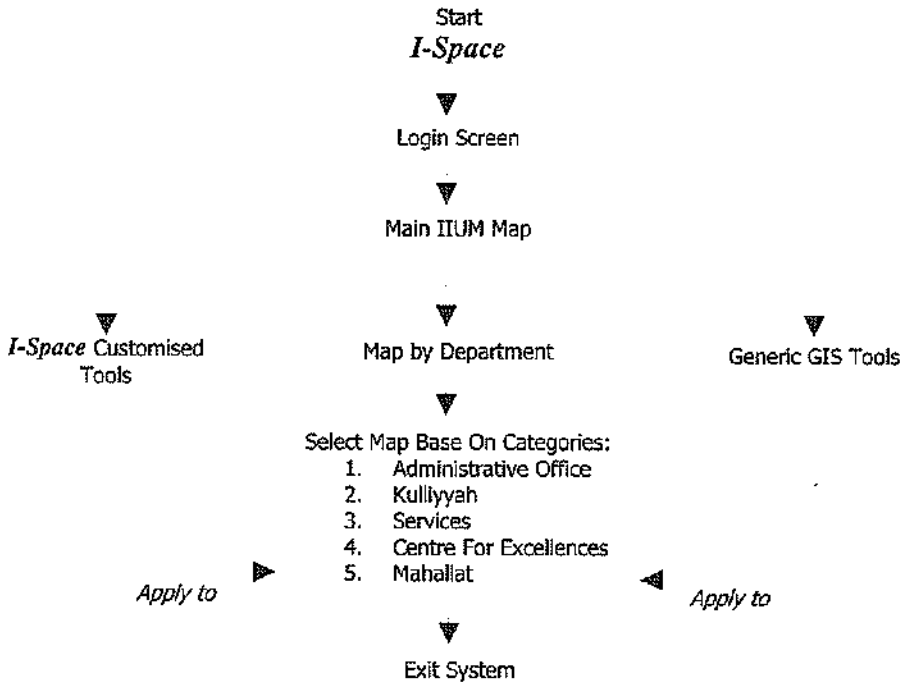 Start
I-Space
Login Screen
Main IIUM Map
I-Space Customised
Tools
Map by Department
Generic GIS Tools
Select Map Base On Categories:
1. Administrative Office
2. Kulliyyah
3. Services
4. Centre For Excellences
5. Mahallat
Apply to
Apply to
Exit System